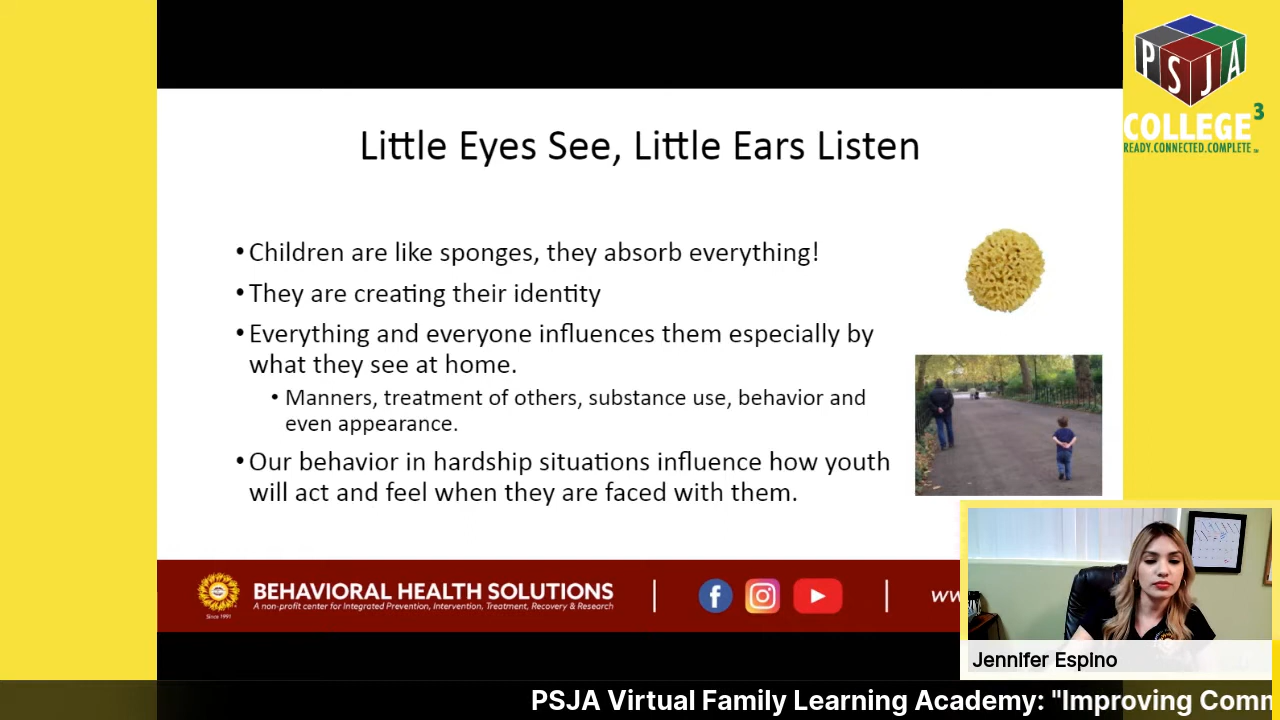 PSJA
COLLEGE 3
READY.CONNECTED.COMPLETE
Little Eyes See, Little Ears Listen
• Children are like sponges, they absorb everything!
• They are creating their identity
• Everything and everyone influences them especially by
what they see at home.
• Manners, treatment of others, substance use, behavior and
even appearance.
• Our behavior in hardship situations influence how youth
will act and feel when they are faced with them.
Since 1991
BEHAVIORAL HEALTH SOLUTIONS
A non-profit center for Integrated Prevention, Intervention, Treatment, Recovery & Research
Jennifer Espino
PSJA Virtual Family Learning Academy: "Improving